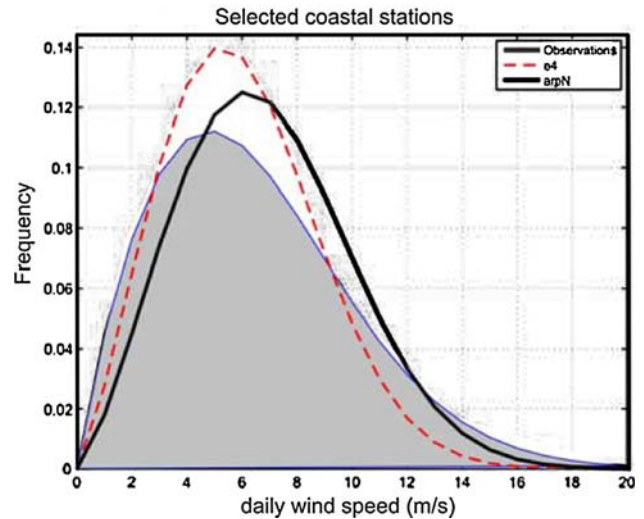 Selected coastal stations
0.14
0.12
0.1
0.08
0.06
0.04
0.02
0
Frequency
Observations
e4
arpN
0 2 4 6 8 10 12 14 16 18 20
daily wind speed (m/s)